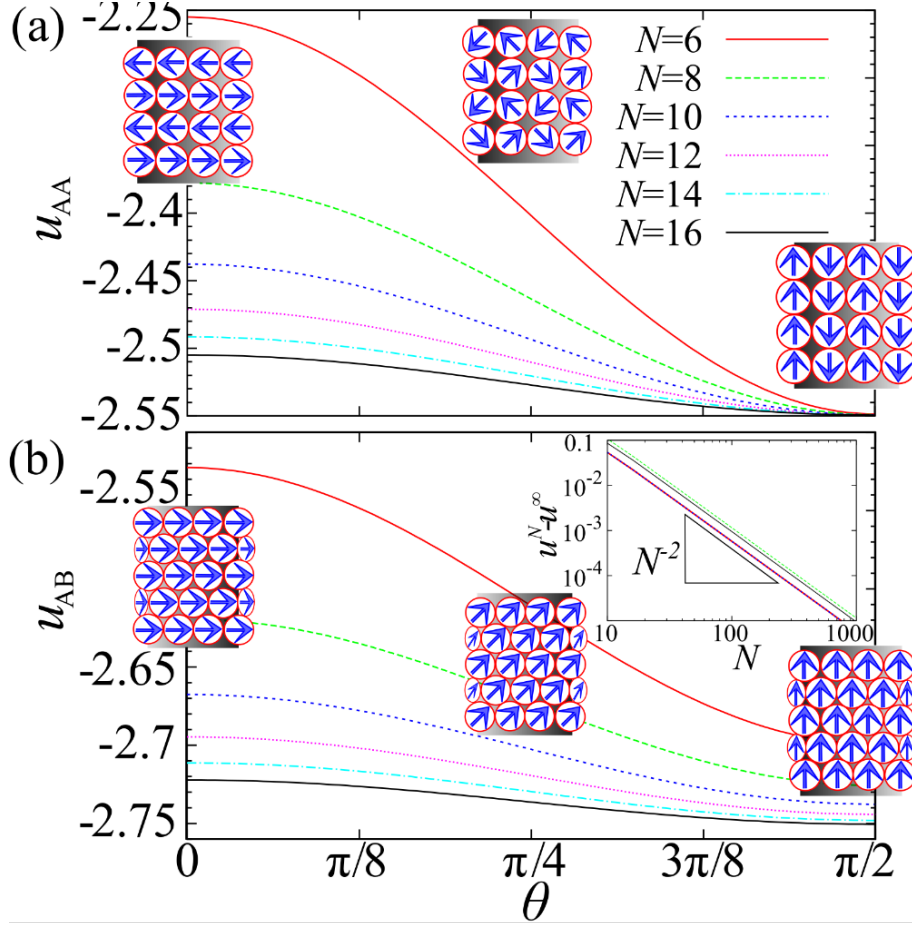 (a)
-2.25
-2.4
-2.45
-2.5
-2.55
u_AA
N=6
N=8
N=10
N=12
N=14
N=16
(b)
-2.55
-2.65
-2.7
-2.75
u_AB
0.1
10^-2
10^-3
10^-4
u^N-u^∞
N^-2
10
100
1000
N
0
π/8
π/4
3π/8
π/2
θ